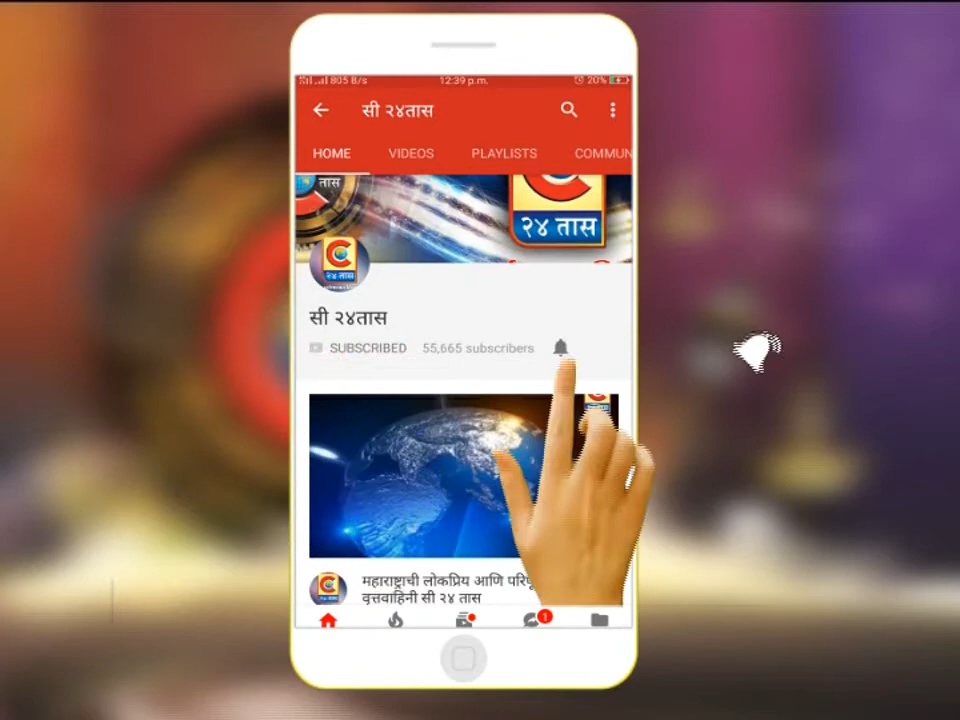 805 B/s 12:39 p.m. 20%
सी २४तास
HOME VIDEOS PLAYLISTS COMMUN
तास
C
२४ तास
C
२४ तास
सी २४तास
SUBSCRIBED 55,665 subscribers
महाराष्ट्राची लोकप्रिय आणि
वृत्तवाहिनी सी २४ तास
1